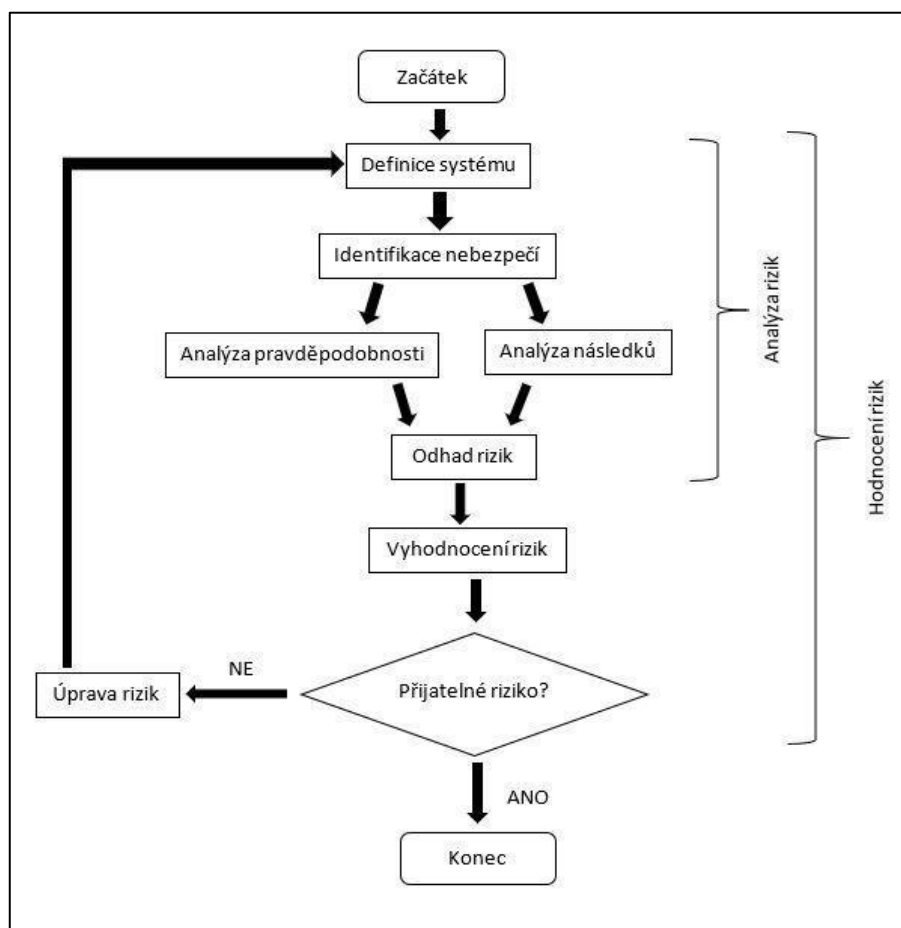 Začátek
Definice systému
Identifikace nebezpečí
Analýza pravděpodobnosti
Analýza následků
Odhad rizik
Vyhodnocení rizik
Přijatelné riziko?
NE
Úprava rizik
ANO
Konec
Analýza rizik
Hodnocení rizik